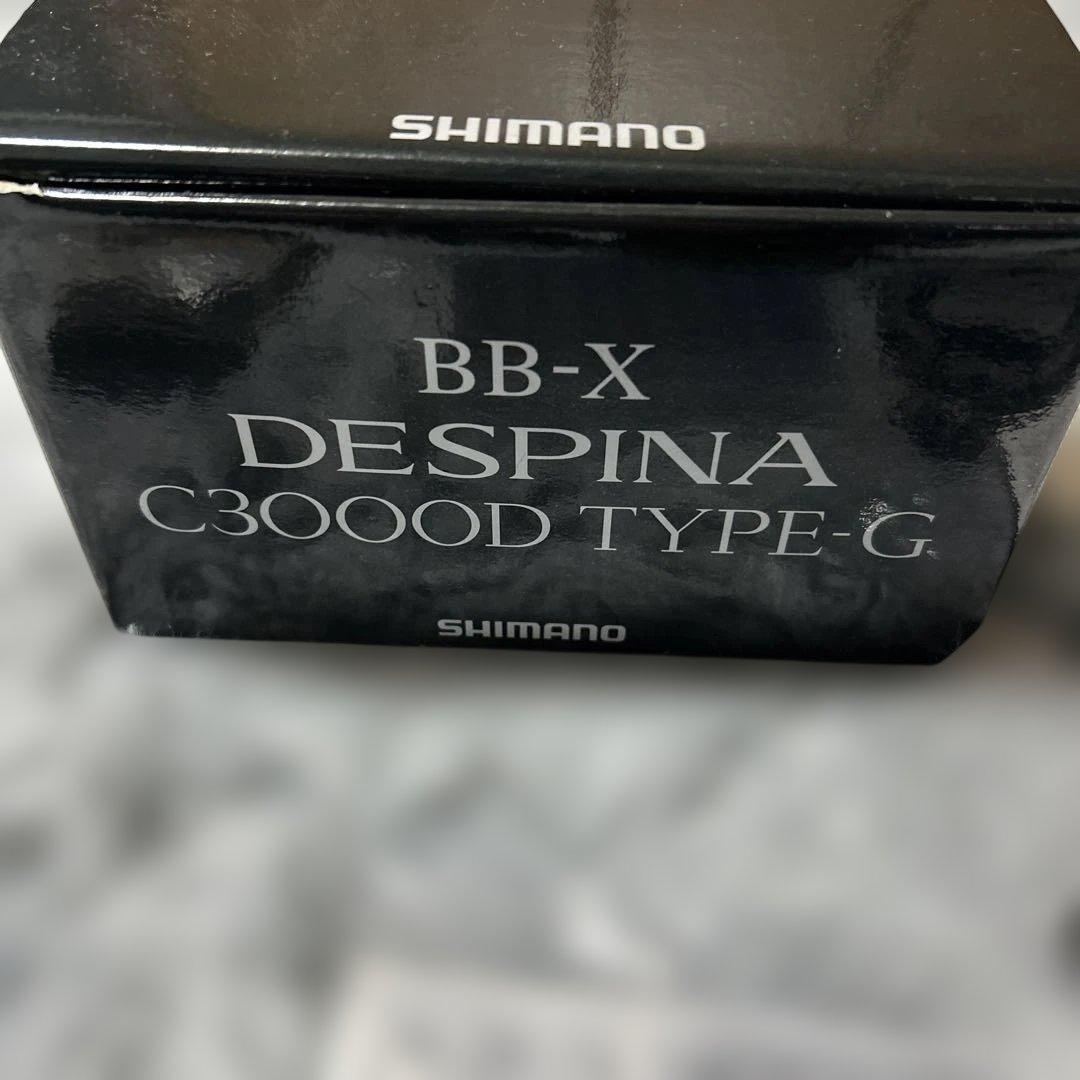 SHIMANO
BB-X
DESPINA
C3000D TYPE-G
SHIMANO